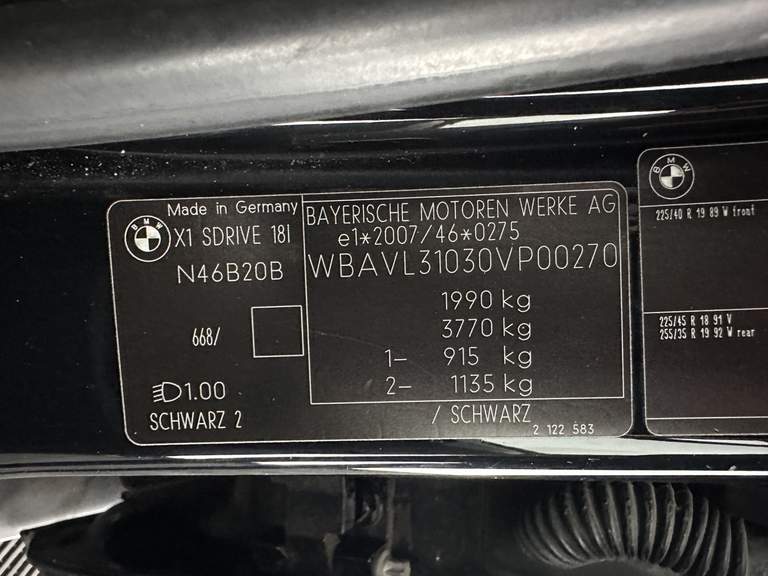 Made in Germany
BMW
X1 SDRIVE 18I
N46B20B
668/
1.00
SCHWARZ 2
BAYERISCHE MOTOREN WERKE AG
e1*2007/46*0275
WBAVL31030VP00270
1990 kg
3770 kg
1- 915 kg
2- 1135 kg
/ SCHWARZ
2 122 583
BMW
225/40 R 19 89 W front
225/45 R 18 91 V
255/35 R 19 92 W rear